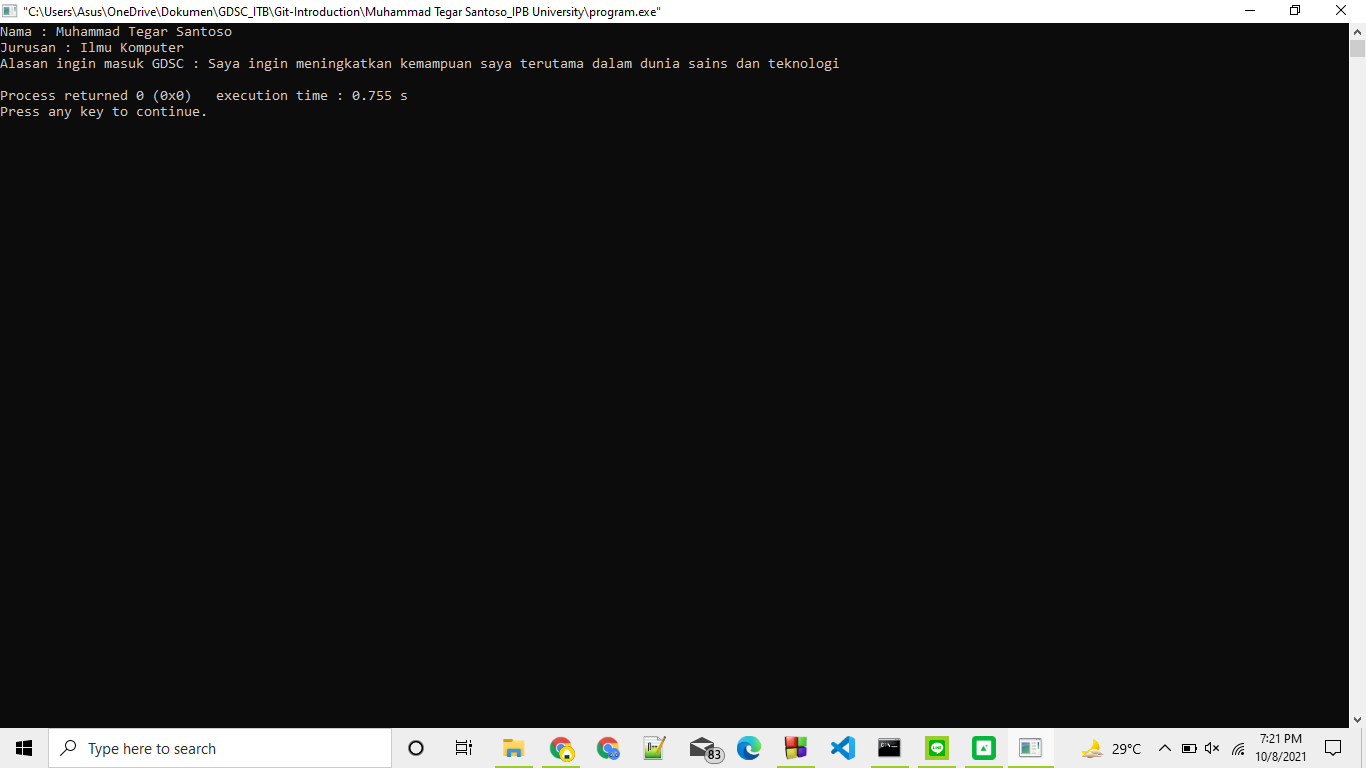 "C:\Users\Asus\OneDrive\Dokumen\GDSC_ITB\Git-Introduction\Muhammad Tegar Santoso_IPB University\program.exe"
Nama : Muhammad Tegar Santoso
Jurusan : Ilmu Komputer
Alasan ingin masuk GDSC : Saya ingin meningkatkan kemampuan saya terutama dalam dunia sains dan teknologi
Process returned 0 (0x0)   execution time : 0.755 s
Press any key to continue.
Type here to search
83
29°C
7:21 PM
10/8/2021